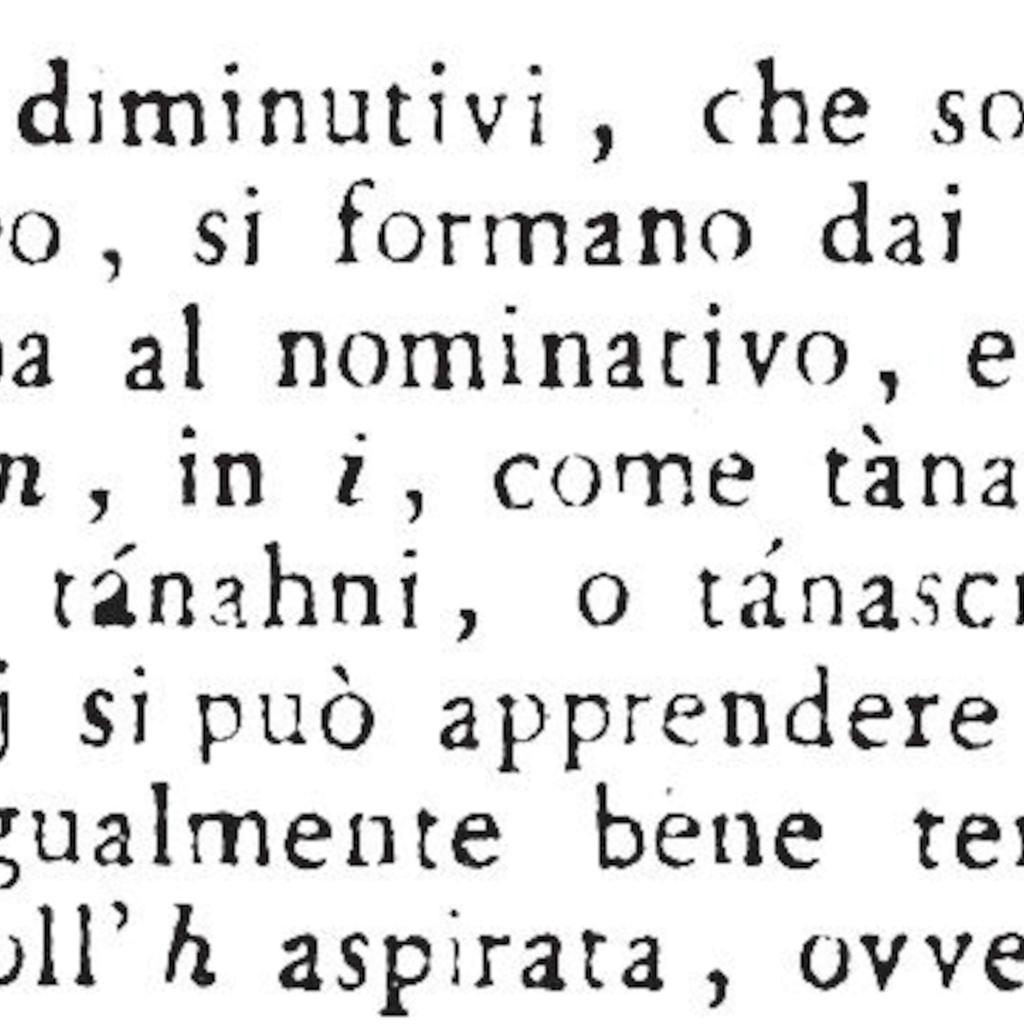 diminutivi, che so
o, si formano dai
a al nominativo, e
n, in i, come tàna
tánahni, o tánasc
j si può apprendere
gualmente bene ter
oll' h aspirata, ovve